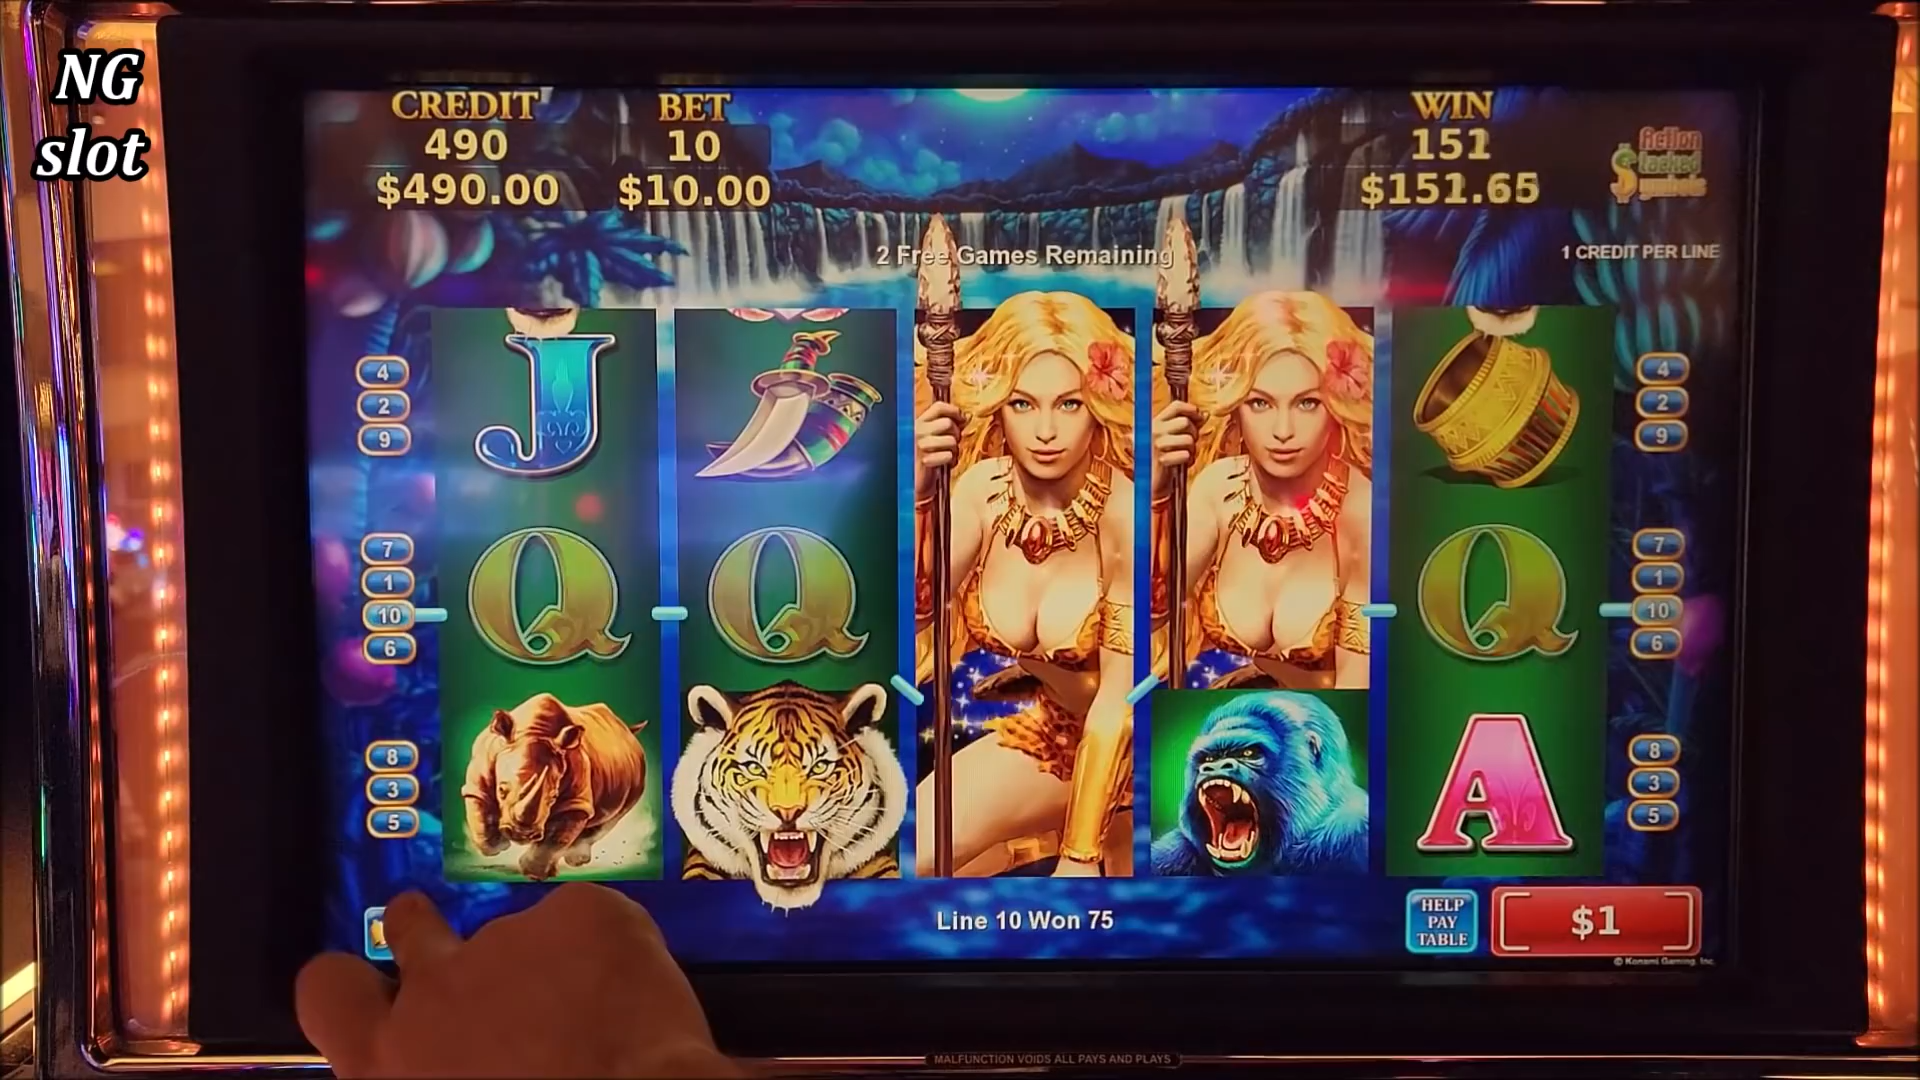 NG
slot
CREDIT
490
$490.00
BET
10
$10.00
WIN
151
$151.65
Action
Stacked
Symbols
2 Free Games Remaining
1 CREDIT PER LINE
4
2
9
7
1
10
6
8
3
5
J
Q
Q
Q
A
4
2
9
7
1
10
6
8
3
5
Line 10 Won 75
HELP
PAY
TABLE
$1
© Konami Gaming, Inc.
MALFUNCTION VOIDS ALL PAYS AND PLAYS